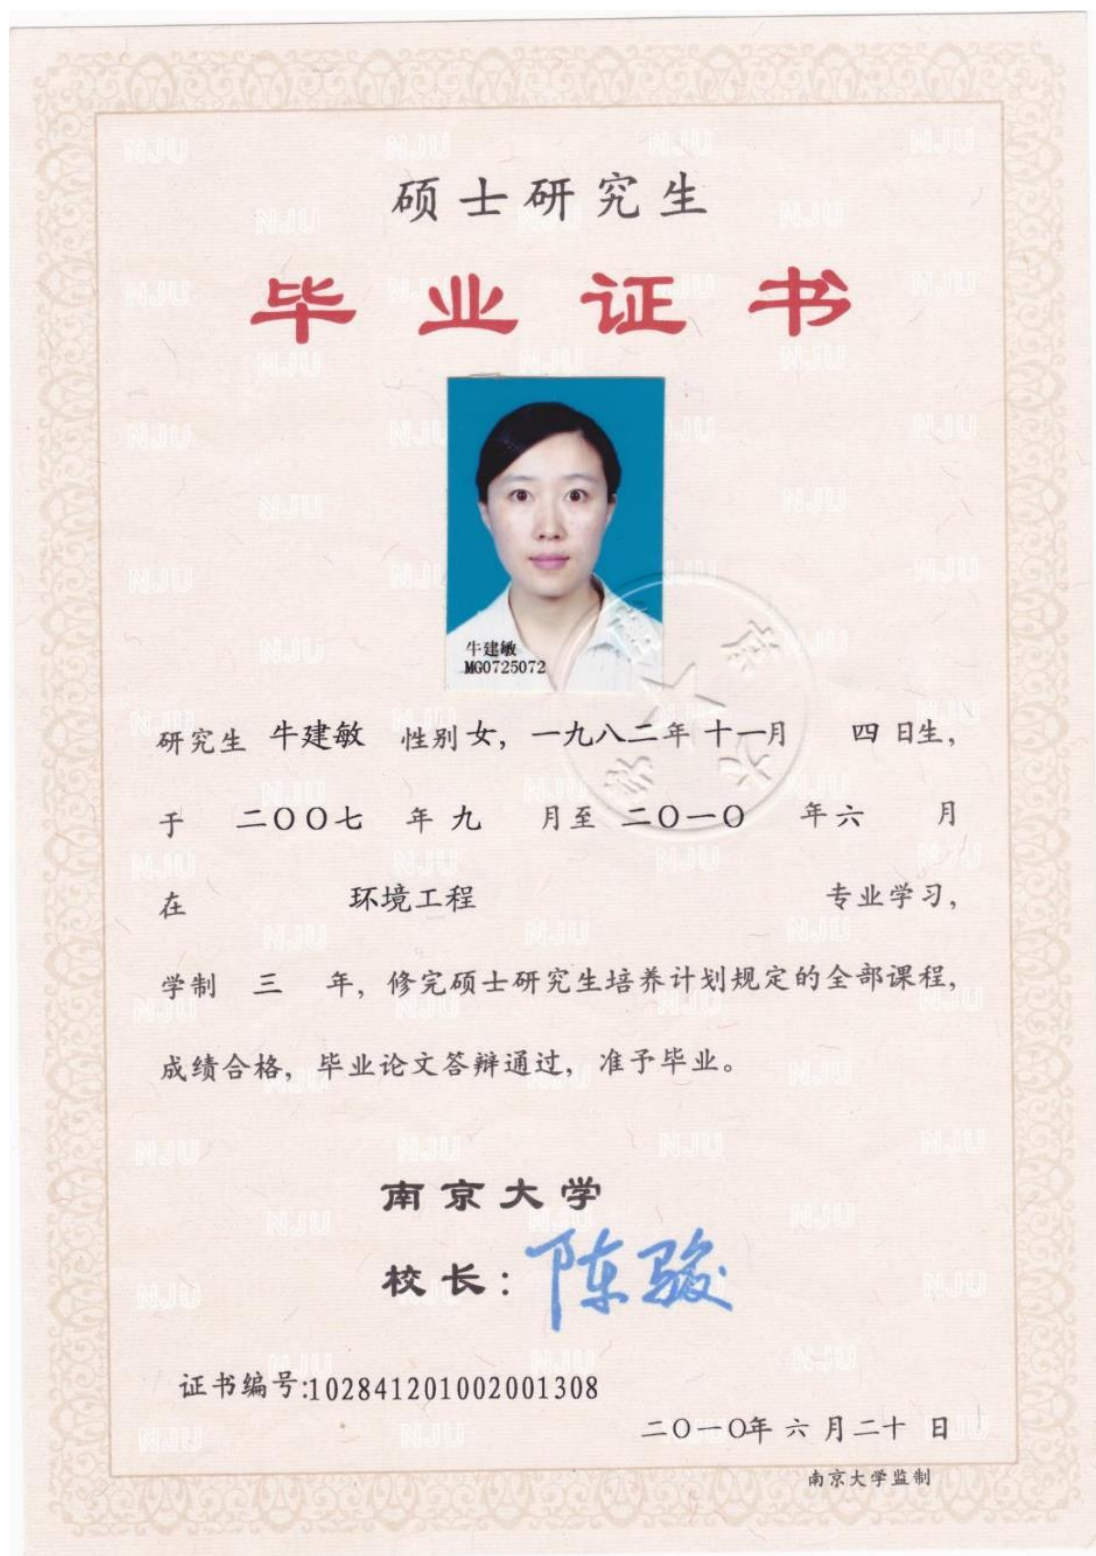 硕士研究生
毕业证书
牛建敏
MG0725072
研究生 牛建敏 性别 女, 一九八二年 十一月 四 日生,
于 二〇〇七 年 九 月至 二〇一〇 年 六 月
在 环境工程 专业学习,
学制 三 年, 修完硕士研究生培养计划规定的全部课程,
成绩合格, 毕业论文答辩通过, 准予毕业。
南京大学
校长: 陈骏
证书编号:102841201002001308
二〇一〇年 六 月 二十 日
南京大学监制